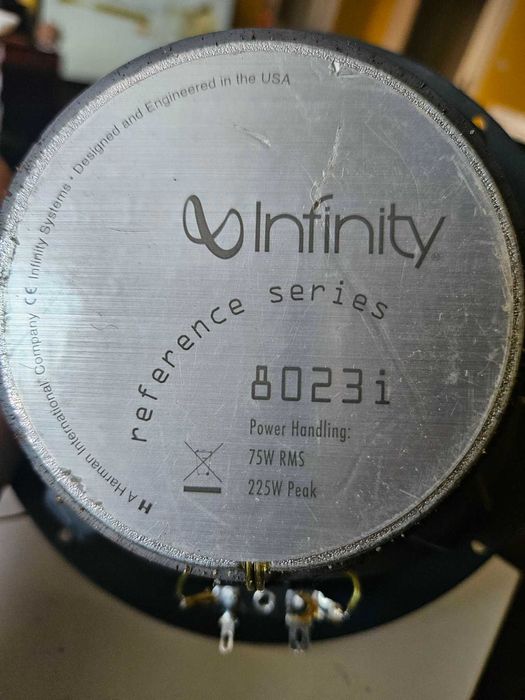 H A Harman International® Company CE Infinity Systems • Designed and Engineered in the USA
Infinity®
reference series
8023i
Power Handling:
75W RMS
225W Peak